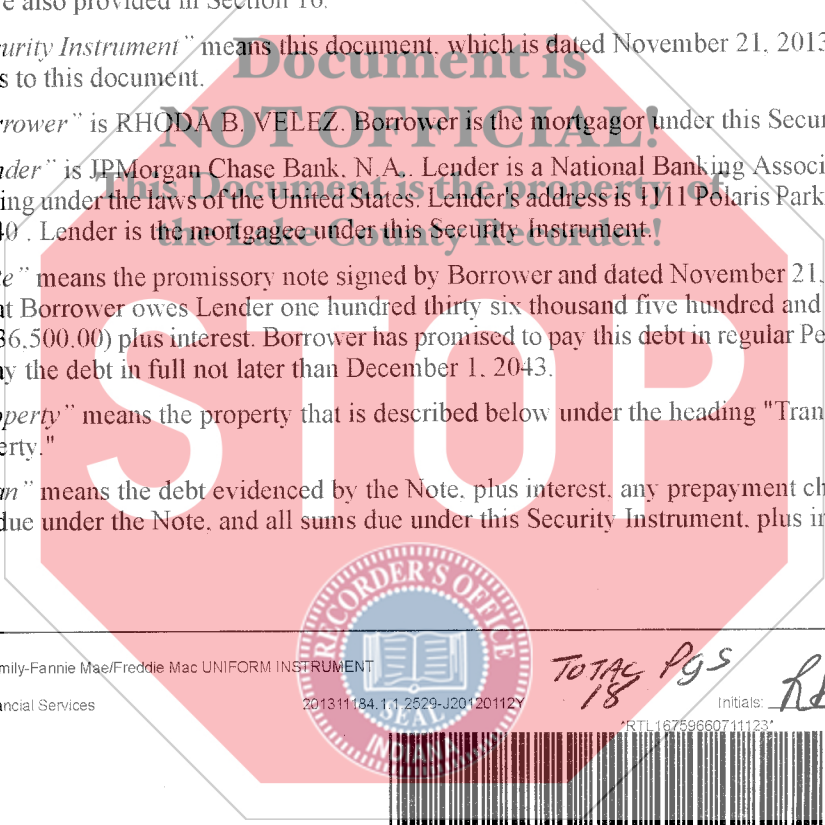 e also provided in Section 16.
urity Instrument” means this document, which is dated November 21, 2013
s to this document.
rrower” is RHODA B. VELEZ. Borrower is the mortgagor under this Secur
nder” is JPMorgan Chase Bank, N.A.. Lender is a National Banking Associ
ing under the laws of the United States. Lender's address is 1111 Polaris Park
40 . Lender is the mortgagee under this Security Instrument.
te” means the promissory note signed by Borrower and dated November 21,
at Borrower owes Lender one hundred thirty six thousand five hundred and
36,500.00) plus interest. Borrower has promised to pay this debt in regular Pe
ay the debt in full not later than December 1, 2043.
perty” means the property that is described below under the heading "Tran
erty."
an” means the debt evidenced by the Note, plus interest, any prepayment ch
due under the Note, and all sums due under this Security Instrument, plus in
Document is
NOT OFFICIAL!
This Document is the property of
the Lake County Recorder!
STOP
RECORDER'S OFFICE
SEAL
INDIANA
mily-Fannie Mae/Freddie Mac UNIFORM INSTRUMENT
TOTAL Pgs
18
ancial Services
201311184.1.1.2529-J20120112Y
Initials:
*RTL16759660711123*